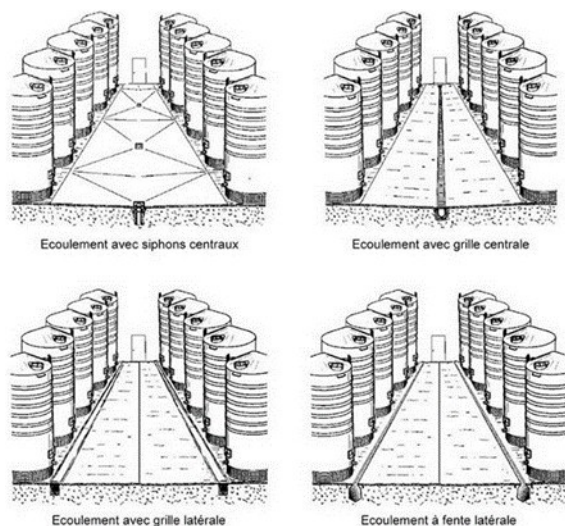 Ecoulement avec siphons centraux
Ecoulement avec grille centrale
Ecoulement avec grille latérale
Ecoulement à fente latérale